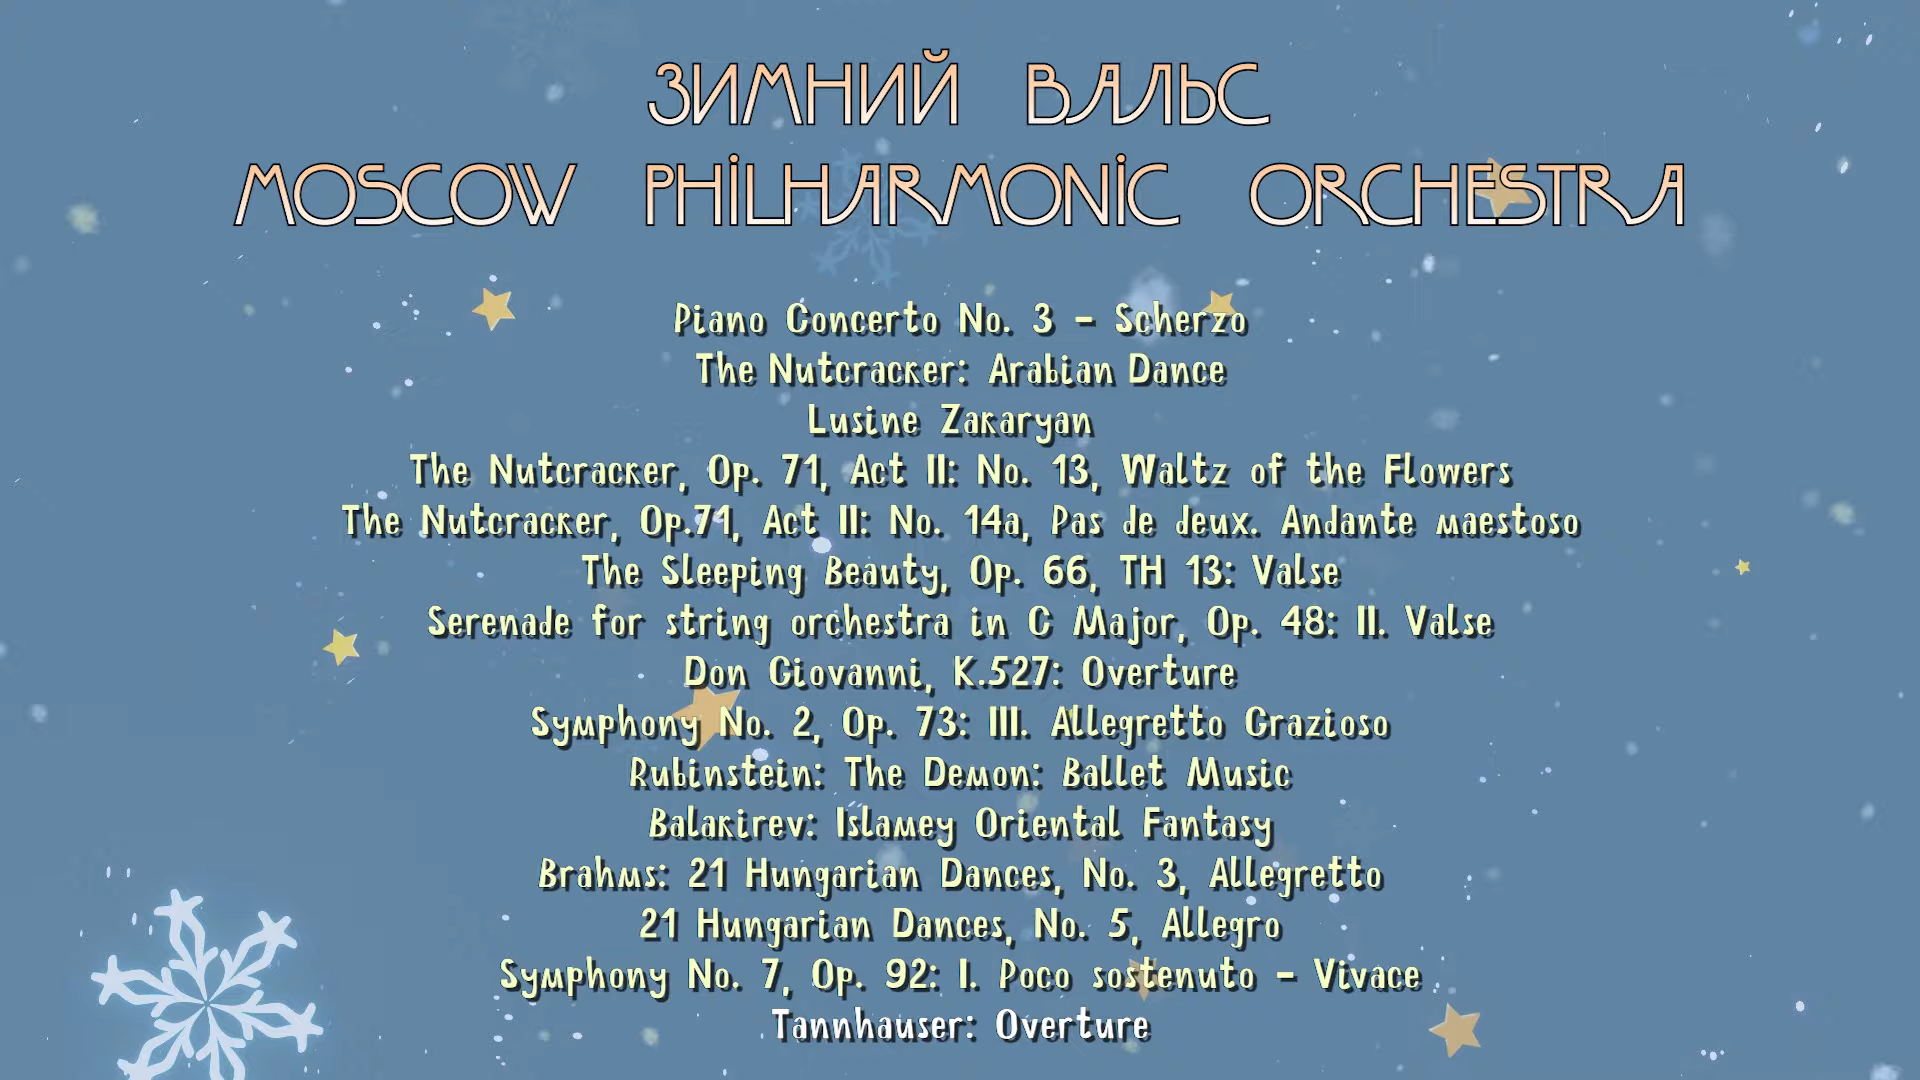 ЗИМНИЙ ВАЛЬС
MOSCOW PHILHARMONIC ORCHESTRA
Piano Concerto No. 3 - Scherzo
The Nutcracker: Arabian Dance
Lusine Zakaryan
The Nutcracker, Op. 71, Act II: No. 13, Waltz of the Flowers
The Nutcracker, Op.71, Act II: No. 14a, Pas de deux. Andante maestoso
The Sleeping Beauty, Op. 66, TH 13: Valse
Serenade for string orchestra in C Major, Op. 48: II. Valse
Don Giovanni, K.527: Overture
Symphony No. 2, Op. 73: III. Allegretto Grazioso
Rubinstein: The Demon: Ballet Music
Balakirev: Islamey Oriental Fantasy
Brahms: 21 Hungarian Dances, No. 3, Allegretto
21 Hungarian Dances, No. 5, Allegro
Symphony No. 7, Op. 92: I. Poco sostenuto - Vivace
Tannhauser: Overture